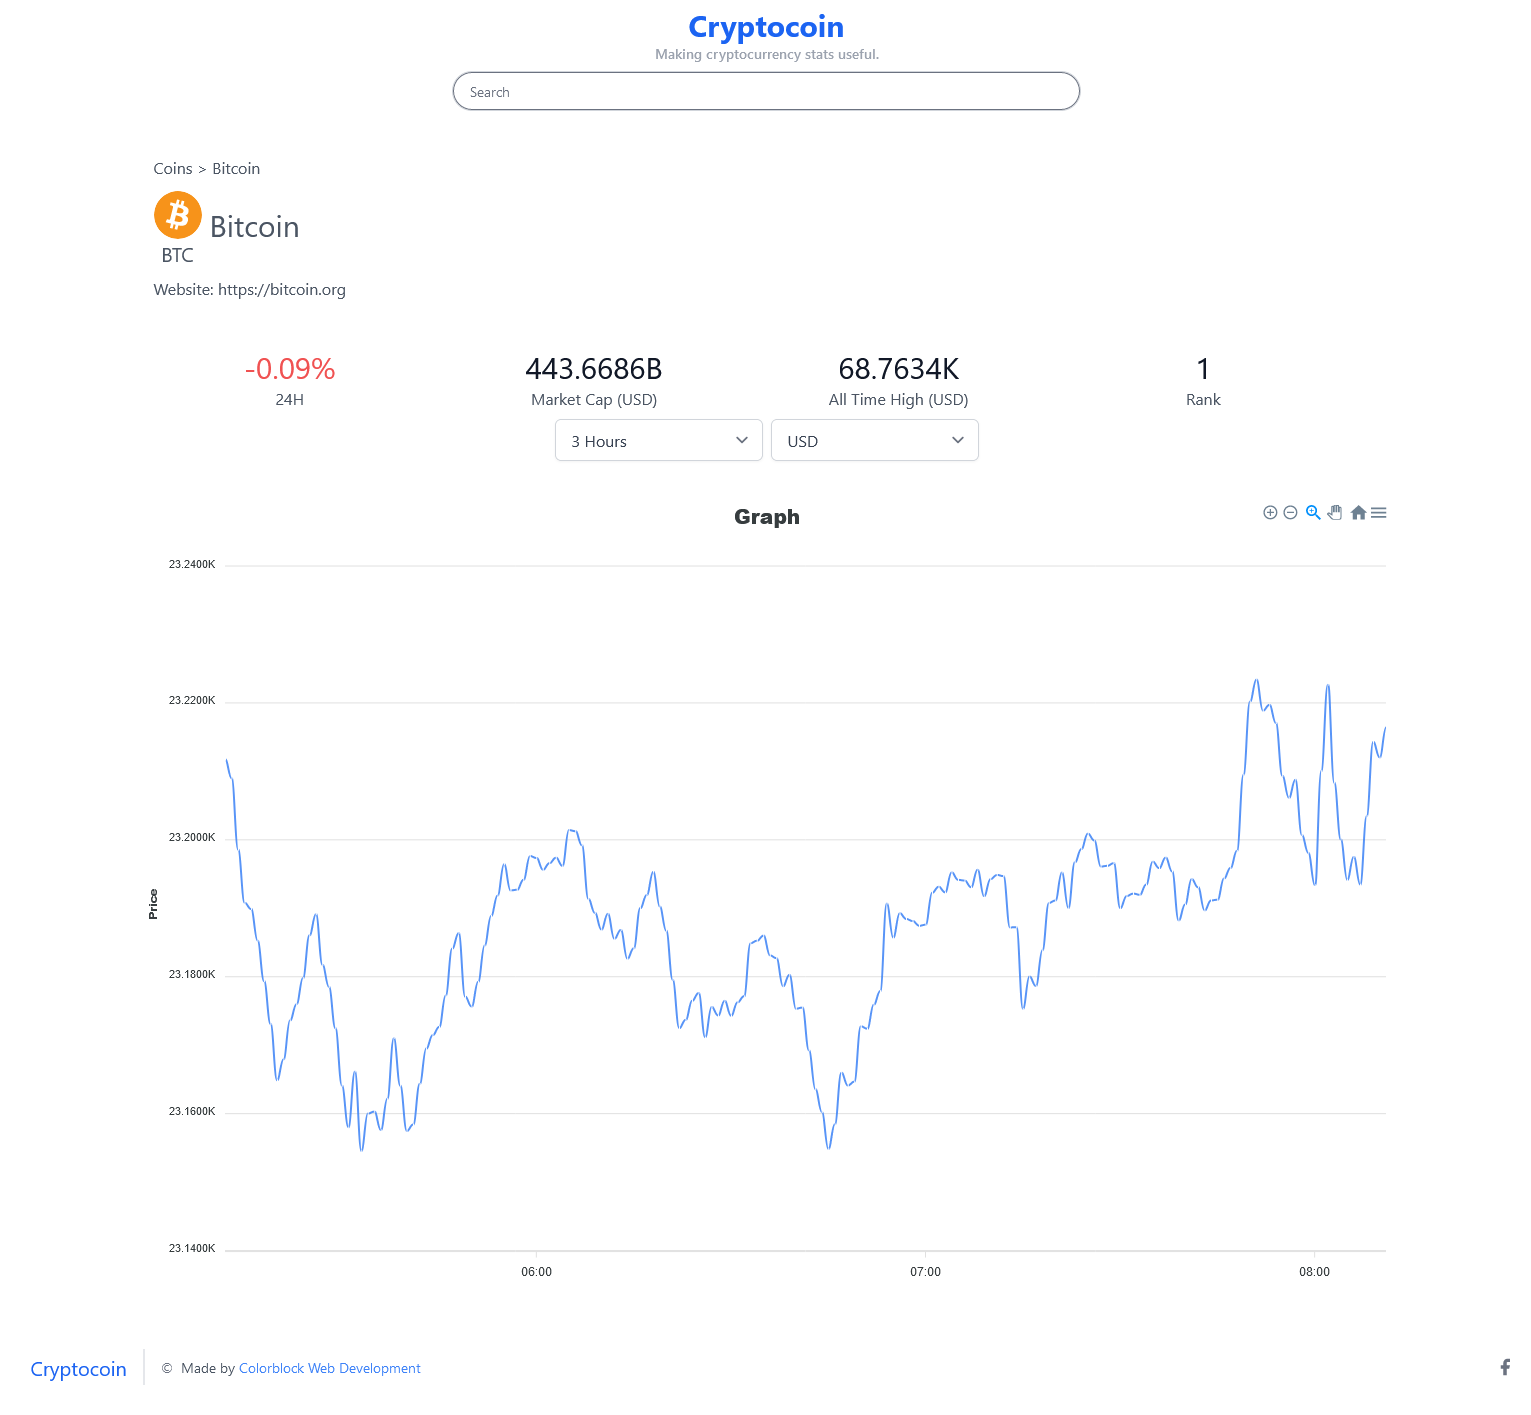 Cryptocoin
Making cryptocurrency stats useful.
Search
Coins > Bitcoin
Bitcoin
BTC
Website: https://bitcoin.org
-0.09%
24H
443.6686B
Market Cap (USD)
68.7634K
All Time High (USD)
1
Rank
3 Hours
USD
Graph
23.2400K
23.2200K
23.2000K
23.1800K
23.1600K
23.1400K
Price
06:00
07:00
08:00
Cryptocoin
© Made by Colorblock Web Development